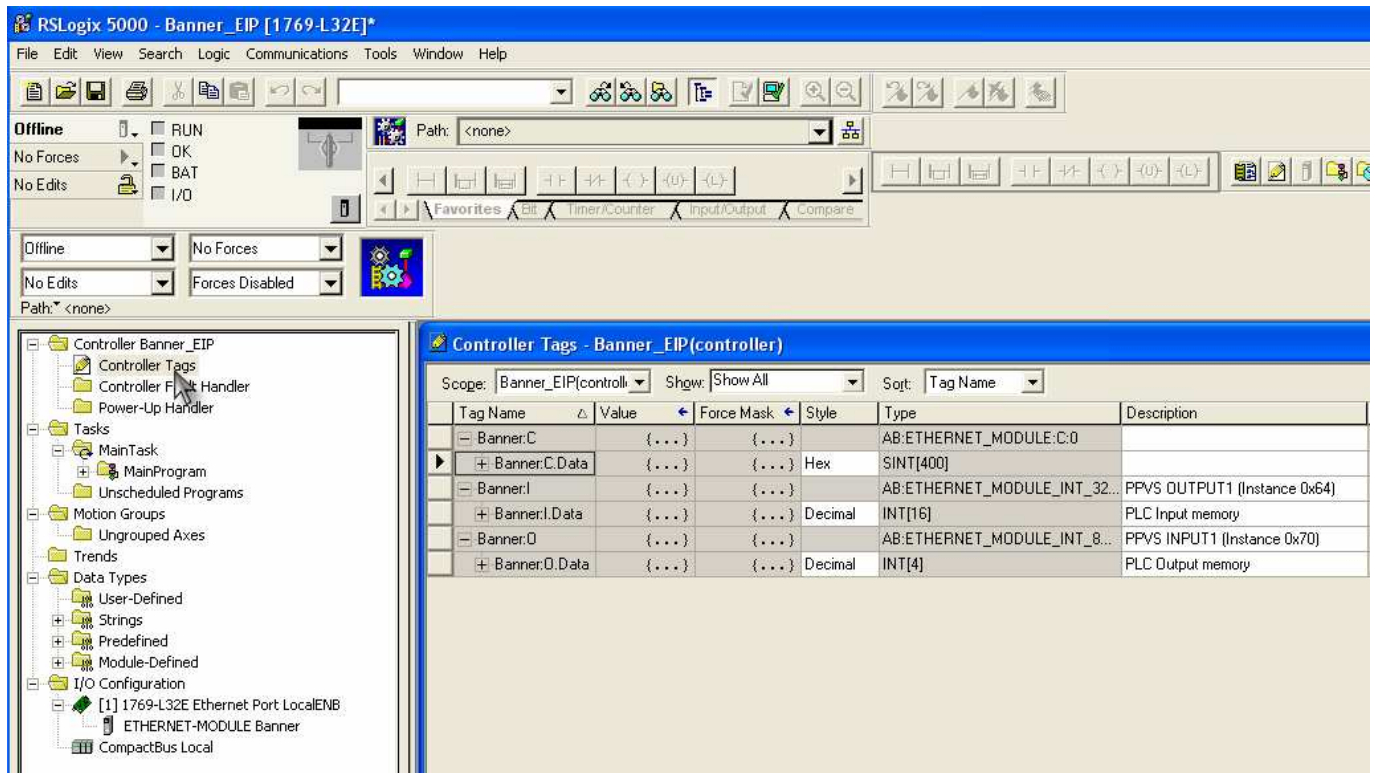 RSLogix 5000 - Banner_EIP [1769-L32E]*
File Edit View Search Logic Communications Tools Window Help
Offline RUN Path: <none>
No Forces OK
No Edits BAT
I/O
Favorites Bit Timer/Counter Input/Output Compare
Offline No Forces
No Edits Forces Disabled
Path: <none>
Controller Banner_EIP
Controller Tags
Controller Fault Handler
Power-Up Handler
Tasks
MainTask
MainProgram
Unscheduled Programs
Motion Groups
Ungrouped Axes
Trends
Data Types
User-Defined
Strings
Predefined
Module-Defined
I/O Configuration
[1] 1769-L32E Ethernet Port LocalENB
ETHERNET-MODULE Banner
CompactBus Local
Controller Tags - Banner_EIP(controller)
Scope: Banner_EIP(controll Show: Show All Sort: Tag Name
Tag Name Value Force Mask Style Type Description
Banner:C {...} {...} AB:ETHERNET_MODULE:C:0
Banner:C.Data {...} {...} Hex SINT[400]
Banner:I {...} {...} AB:ETHERNET_MODULE_INT_32... PPVS OUTPUT1 (Instance 0x64)
Banner:I.Data {...} {...} Decimal INT[16] PLC Input memory
Banner:O {...} {...} AB:ETHERNET_MODULE_INT_8... PPVS INPUT1 (Instance 0x70)
Banner:O.Data {...} {...} Decimal INT[4] PLC Output memory